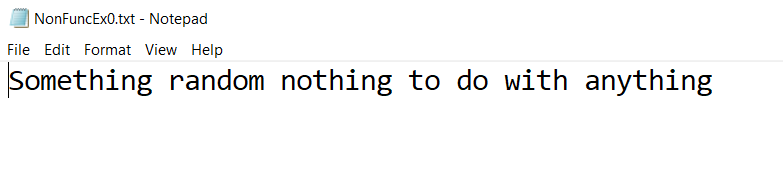 NonFuncEx0.txt - Notepad
File Edit Format View Help
Something random nothing to do with anything